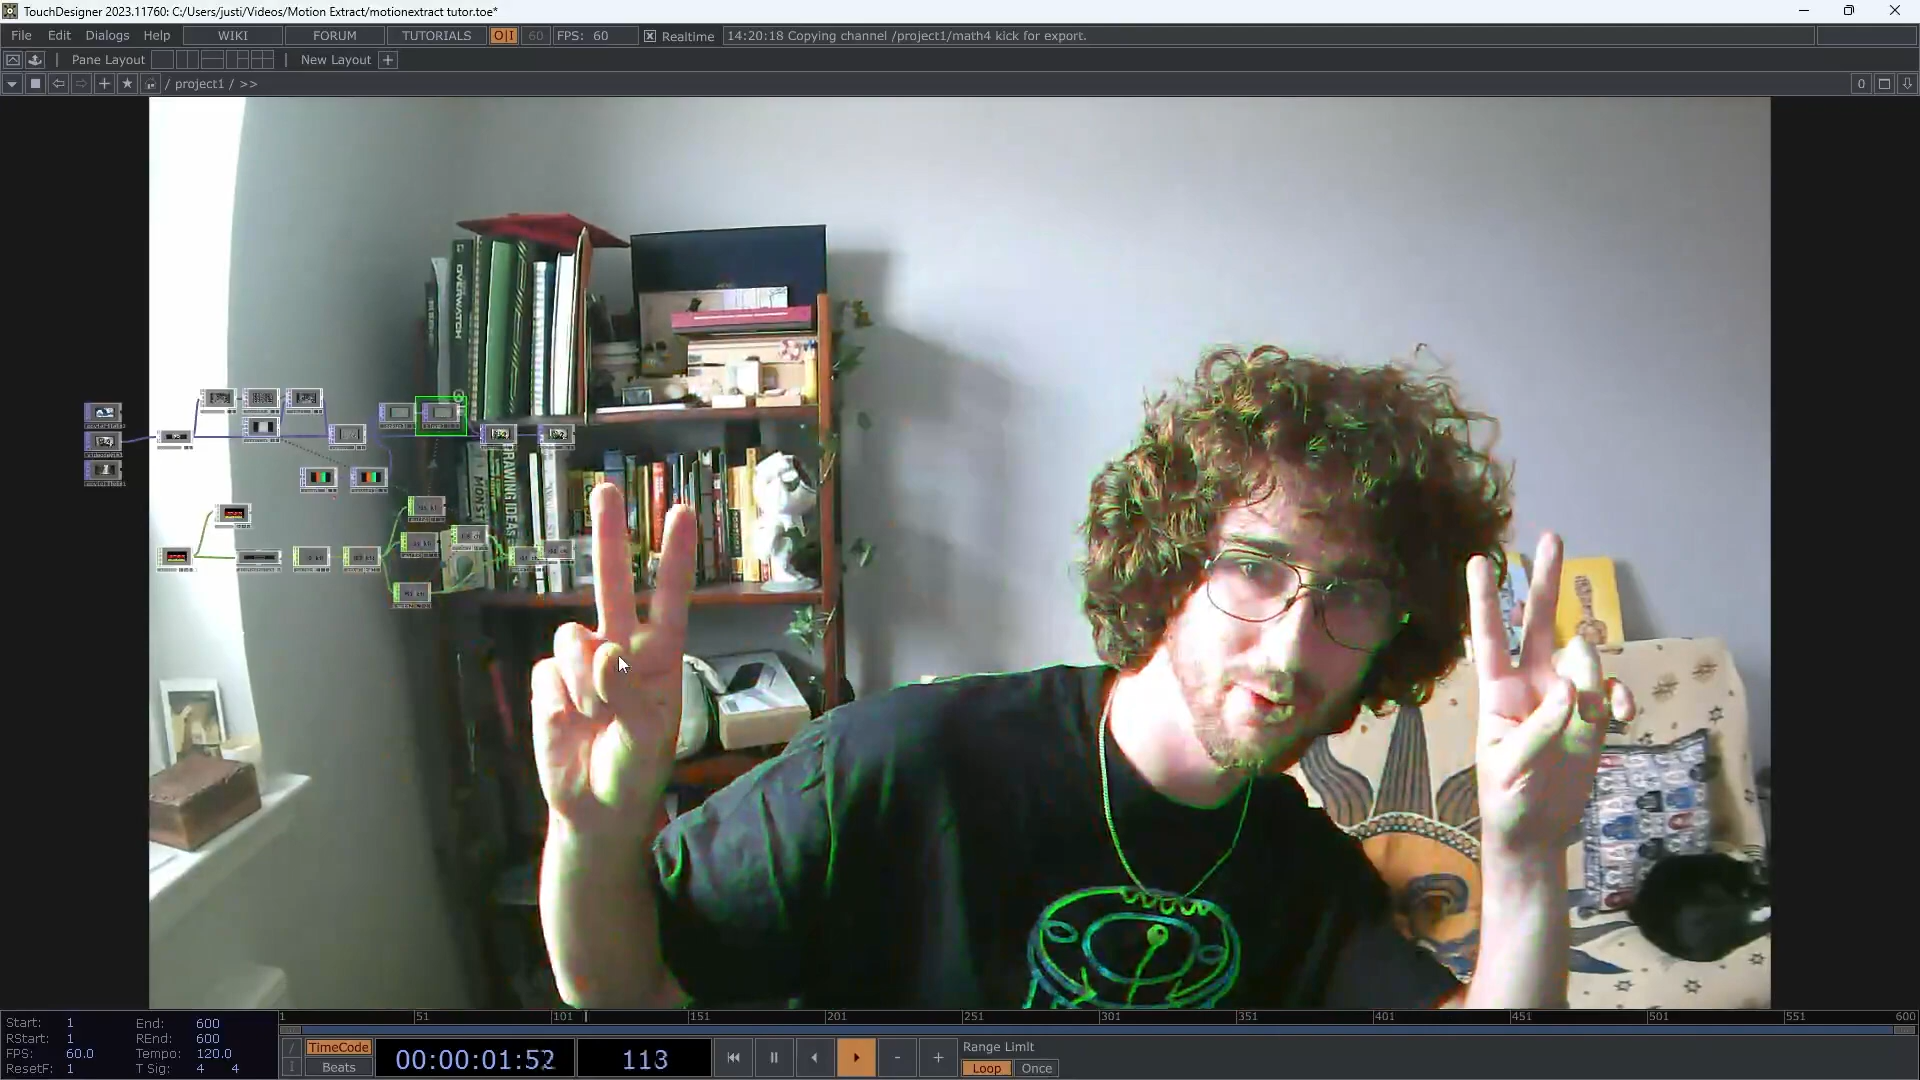 TouchDesigner 2023.11760: C:/Users/justi/Videos/Motion Extract/motionextract tutor.toe*
File Edit Dialogs Help WIKI FORUM TUTORIALS O|I 60 FPS: 60 Realtime 14:20:18 Copying channel /project1/math4 kick for export.
Pane Layout New Layout +
/ project1 / >> 0
OVERWATCH
DRAWING IDEAS
MONST
1 51 101 151 201 251 301 351 401 451 501 551 600
Start: 1 End: 600
RStart: 1 REnd: 600
FPS: 60.0 Tempo: 120.0
ResetF: 1 T Sig: 4 4
TimeCode
Beats
00:00:01:52 113
- +
Range Limit
Loop Once